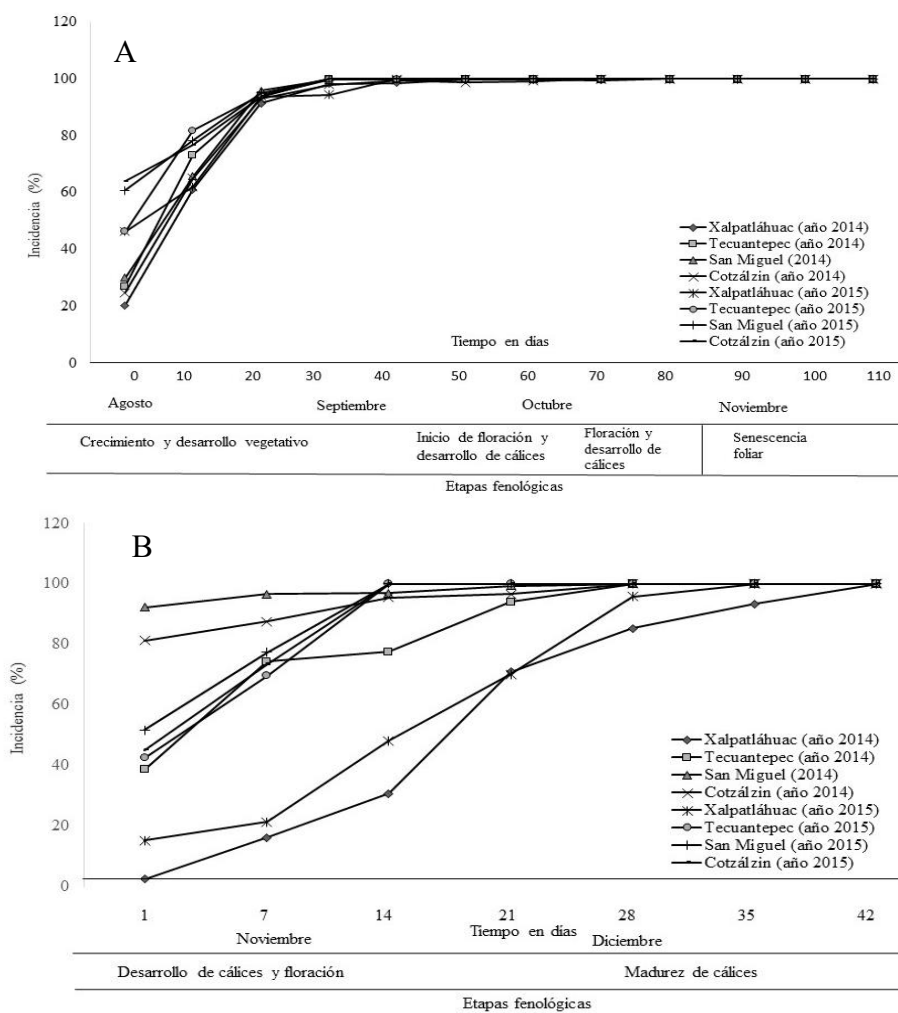 120
A
100
80
60
40
20
0
Incidencia (%)
Xalpatláhuac (año 2014)
Tecuantepec (año 2014)
San Miguel (2014)
Cotzálzin (año 2014)
Xalpatláhuac (año 2015)
Tecuantepec (año 2015)
San Miguel (año 2015)
Cotzálzin (año 2015)
Tiempo en días
0 10 20 30 40 50 60 70 80 90 100 110
Agosto Septiembre Octubre Noviembre
Crecimiento y desarrollo vegetativo
Inicio de floración y
desarrollo de cálices
Floración y
desarrollo de
cálices
Senescencia
foliar
Etapas fenológicas
120
B
100
80
60
40
20
0
Incidencia (%)
Xalpatláhuac (año 2014)
Tecuantepec (año 2014)
San Miguel (2014)
Cotzálzin (año 2014)
Xalpatláhuac (año 2015)
Tecuantepec (año 2015)
San Miguel (año 2015)
Cotzálzin (año 2015)
1 7 14 21 28 35 42
Noviembre Tiempo en días Diciembre
Desarrollo de cálices y floración Madurez de cálices
Etapas fenológicas